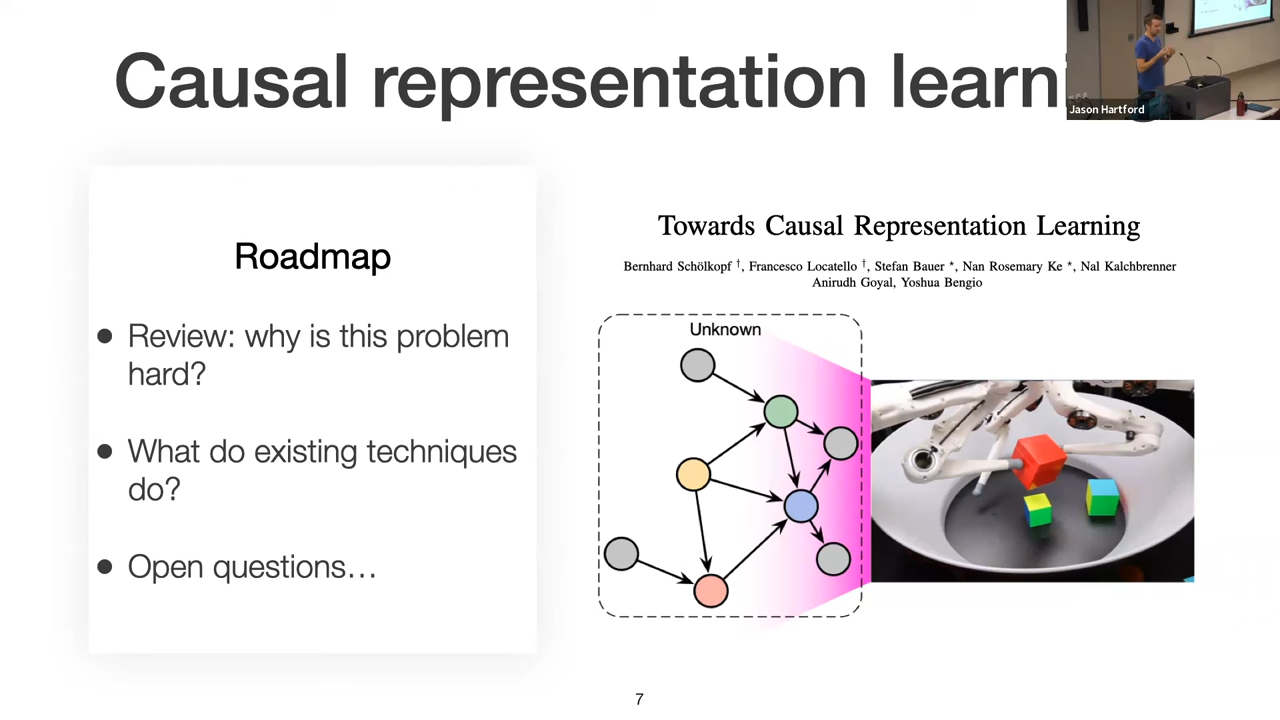 Causal representation learni
Jason Hartford
Roadmap
● Review: why is this problem
hard?
● What do existing techniques
do?
● Open questions…
Towards Causal Representation Learning
Bernhard Schölkopf †, Francesco Locatello †, Stefan Bauer *, Nan Rosemary Ke *, Nal Kalchbrenner
Anirudh Goyal, Yoshua Bengio
Unknown
7